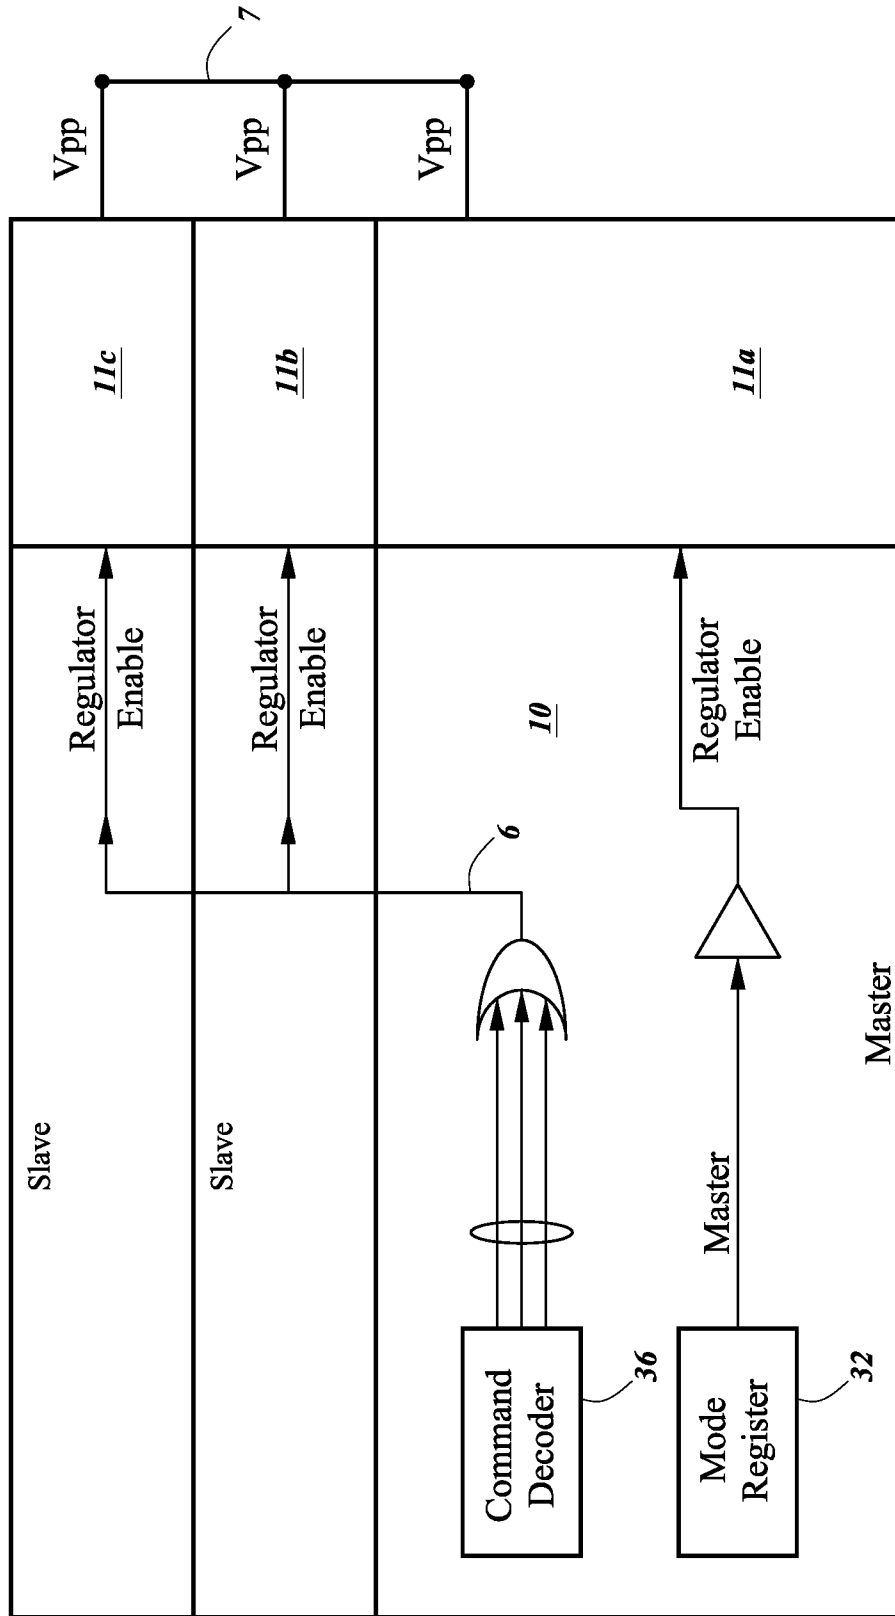 Slave
Regulator
Enable
11c
Vpp
7
Slave
Regulator
Enable
11b
Vpp
Vpp
6
10
Command
Decoder
36
Master
Mode
Register
32
Regulator
Enable
11a
Master